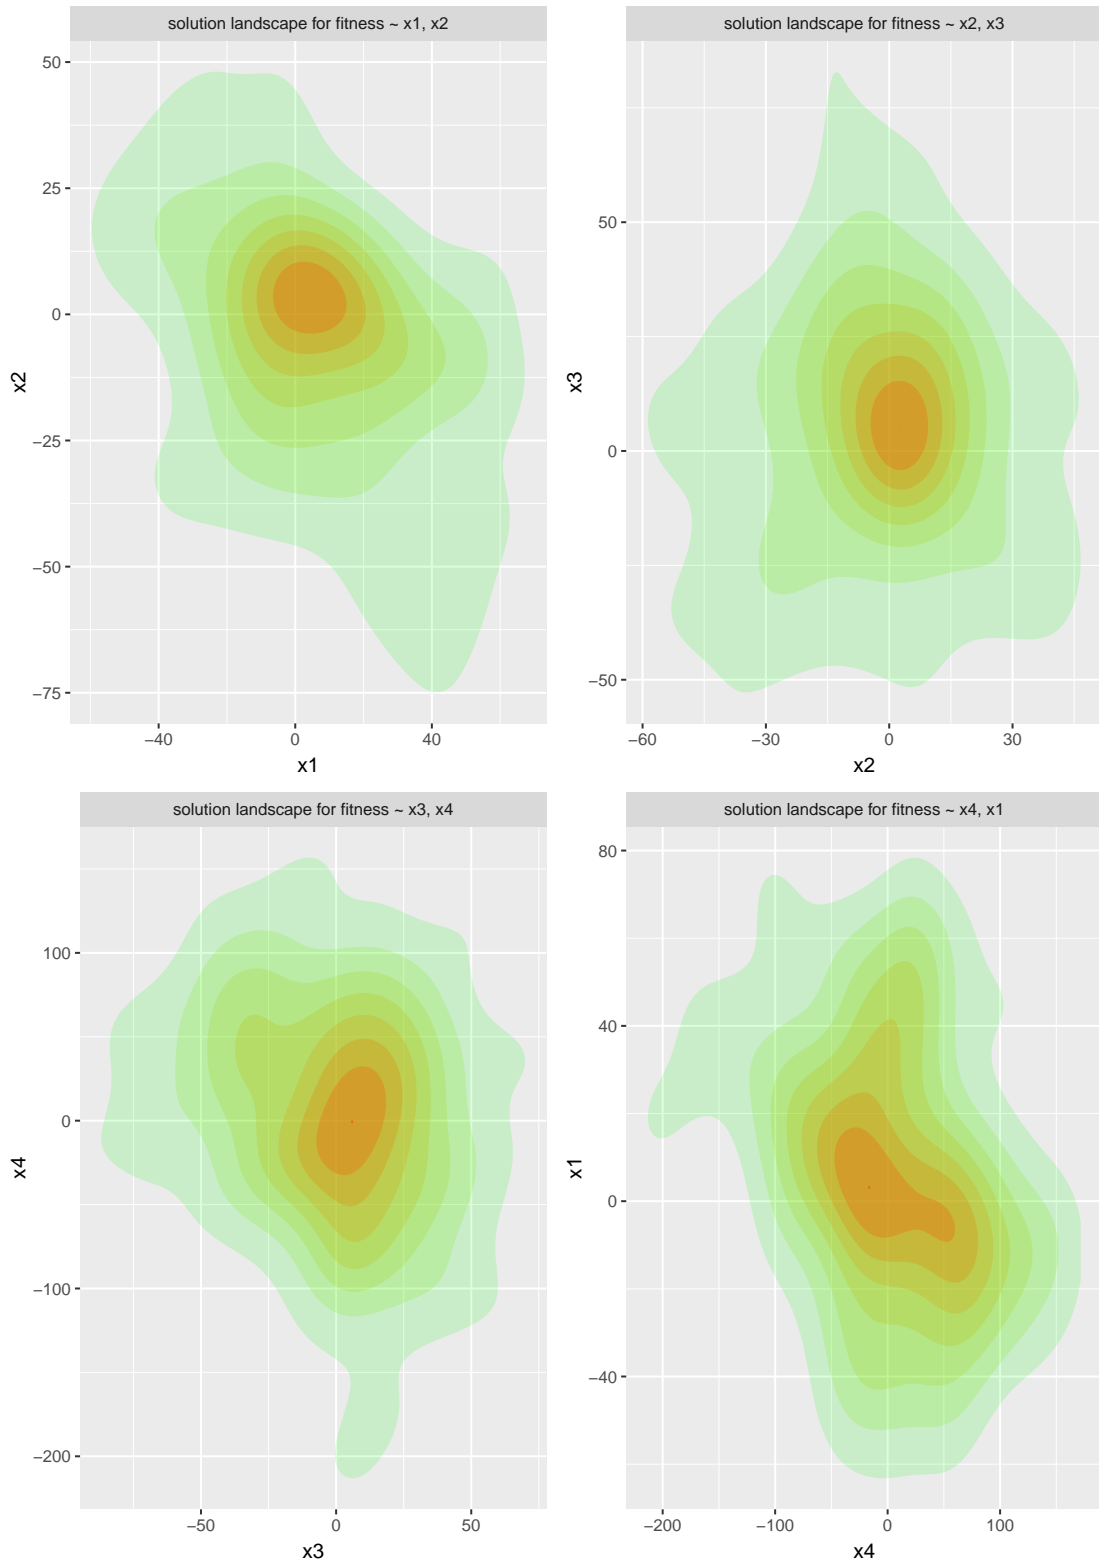 solution landscape for fitness ~ x1, x2
50
25
0
−25
−50
−75
x2
−40 0 40
x1
solution landscape for fitness ~ x2, x3
50
0
−50
x3
−60 −30 0 30
x2
solution landscape for fitness ~ x3, x4
100
0
−100
−200
x4
−50 0 50
x3
solution landscape for fitness ~ x4, x1
80
40
0
−40
x1
−200 −100 0 100
x4